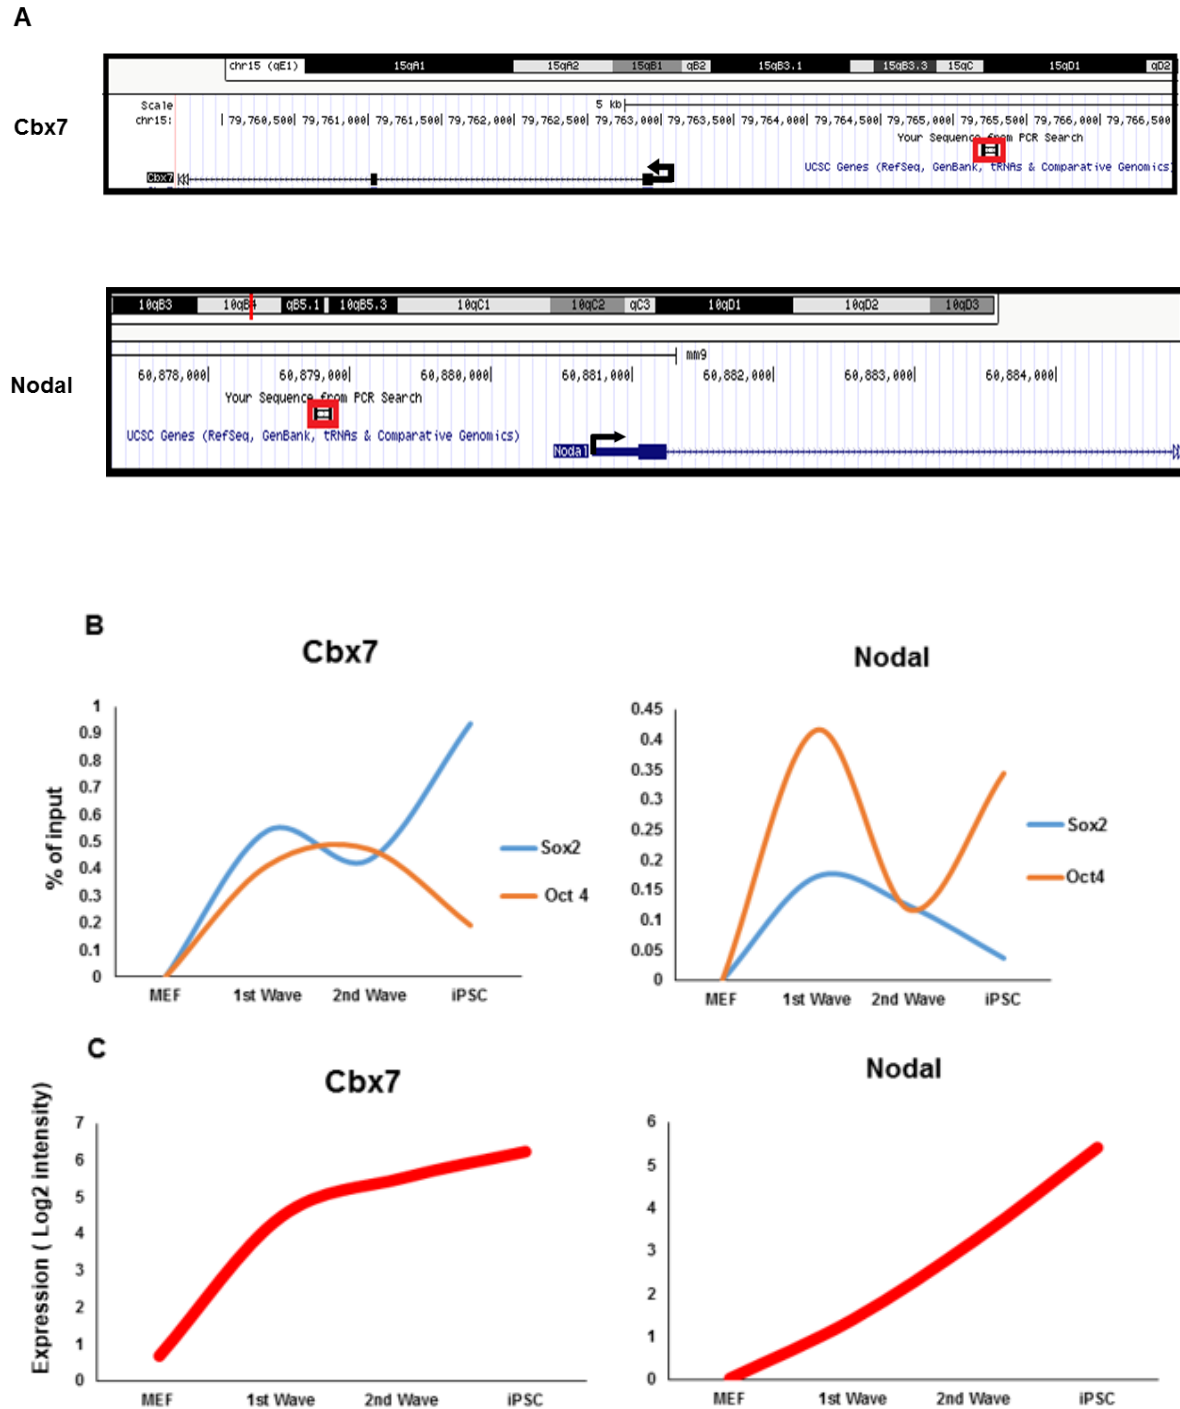 A
Cbx7
chr15 (qE1) 15qA1 15qA2 15qB1 qB2 15qB3.1 15qB3.3 15qC 15qD1 qD2
Scale 5 kb
chr15: 79,760,500 79,761,000 79,761,500 79,762,000 79,762,500 79,763,000 79,763,500 79,764,000 79,764,500 79,765,000 79,765,500 79,766,000 79,766,500
Your Sequence from PCR Search
UCSC Genes (RefSeq, GenBank, tRNAs & Comparative Genomics)
Cbx7
Nodal
10qB3 10qB4 qB5.1 10qB5.3 10qC1 10qC2 qC3 10qD1 10qD2 10qD3
mm9
60,878,000 60,879,000 60,880,000 60,881,000 60,882,000 60,883,000 60,884,000
Your Sequence from PCR Search
UCSC Genes (RefSeq, GenBank, tRNAs & Comparative Genomics)
Nodal
B
Cbx7
% of input
1
0.9
0.8
0.7
0.6
0.5
0.4
0.3
0.2
0.1
0
MEF 1st Wave 2nd Wave iPSC
Sox2
Oct 4
Nodal
0.45
0.4
0.35
0.3
0.25
0.2
0.15
0.1
0.05
0
MEF 1st Wave 2nd Wave iPSC
Sox2
Oct4
C
Cbx7
Expression ( Log2 intensity)
7
6
5
4
3
2
1
0
MEF 1st Wave 2nd Wave iPSC
Nodal
6
5
4
3
2
1
0
MEF 1st Wave 2nd Wave iPSC